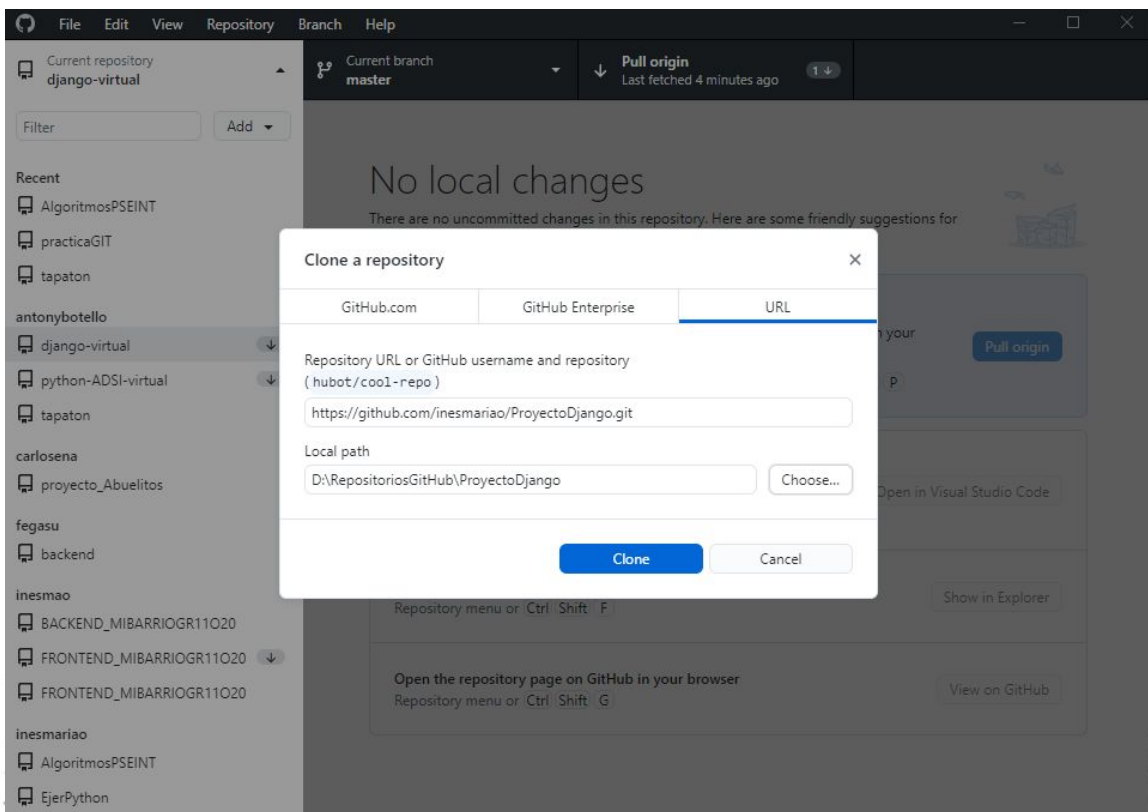 File Edit View Repository Branch Help
Current repository
django-virtual
Current branch
master
Pull origin
Last fetched 4 minutes ago
1
Filter
Add
Recent
AlgoritmosPSEINT
practicaGIT
tapaton
antonybotello
django-virtual
python-ADSI-virtual
tapaton
carlosena
proyecto_Abuelitos
fegasu
backend
inesmao
BACKEND_MIBARRIOGR11O20
FRONTEND_MIBARRIOGR11O20
FRONTEND_MIBARRIOGR11O20
inesmariao
AlgoritmosPSEINT
EjerPython
No local changes
There are no uncommitted changes in this repository. Here are some friendly suggestions for
Clone a repository
GitHub.com GitHub Enterprise URL
Repository URL or GitHub username and repository
(hubot/cool-repo)
https://github.com/inesmariao/ProyectoDjango.git
Local path
D:\RepositoriosGitHub\ProyectoDjango
Choose...
Clone Cancel
your
Pull origin
P
Open in Visual Studio Code
Repository menu or Ctrl Shift F
Show in Explorer
Open the repository page on GitHub in your browser
Repository menu or Ctrl Shift G
View on GitHub